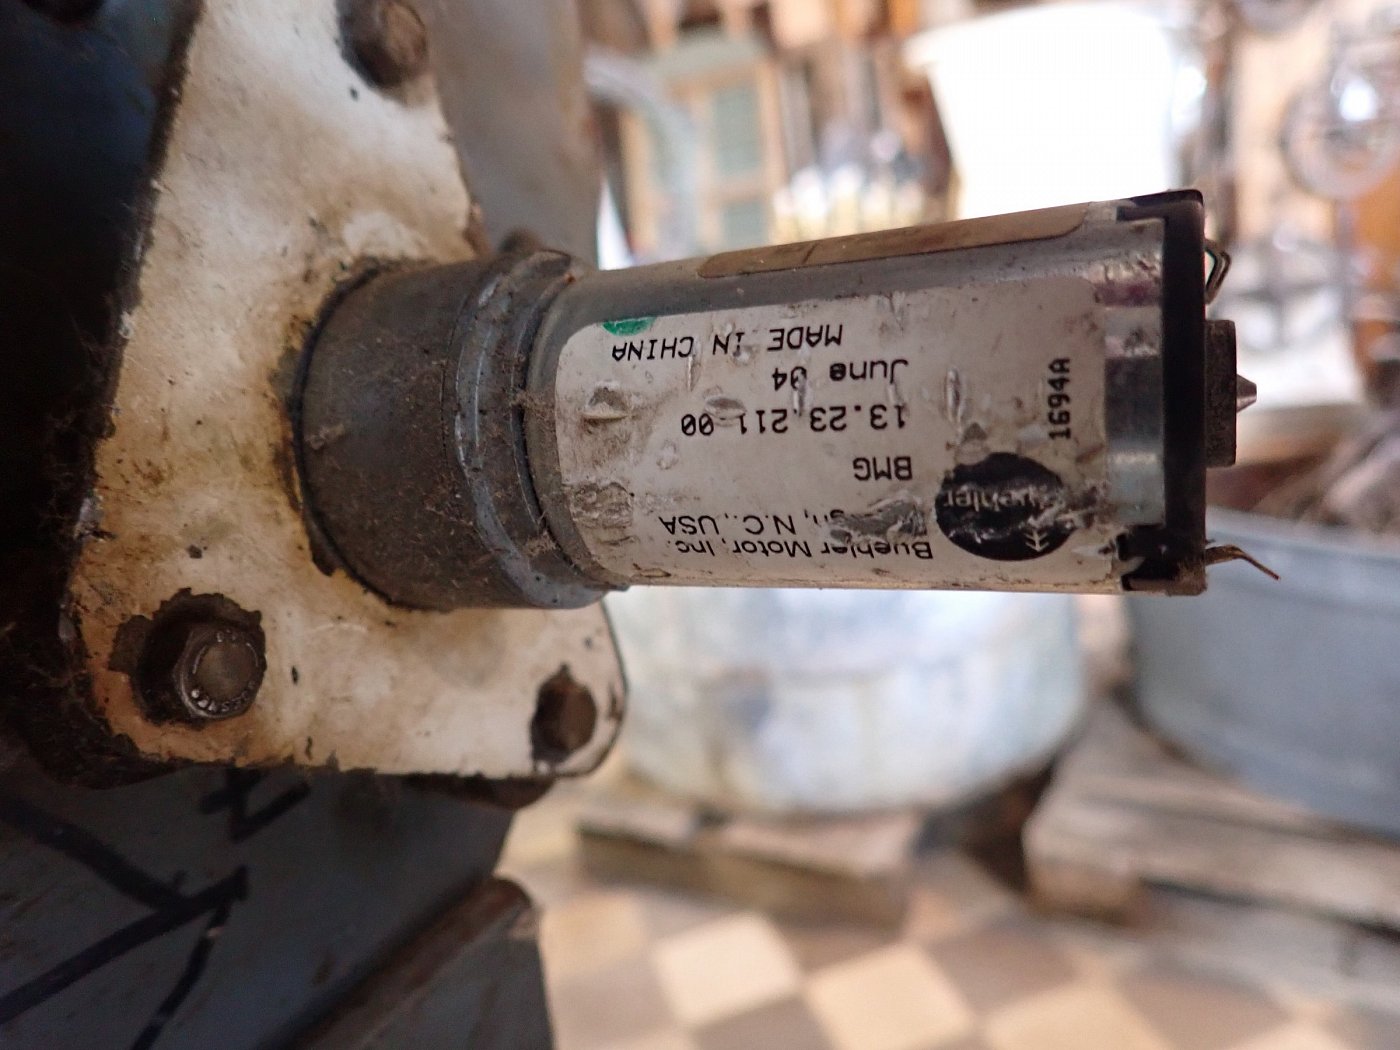 Buehler Motor, Inc.
N.C., USA
BMG
13.23.211 00
June 04
MADE IN CHINA
1694A